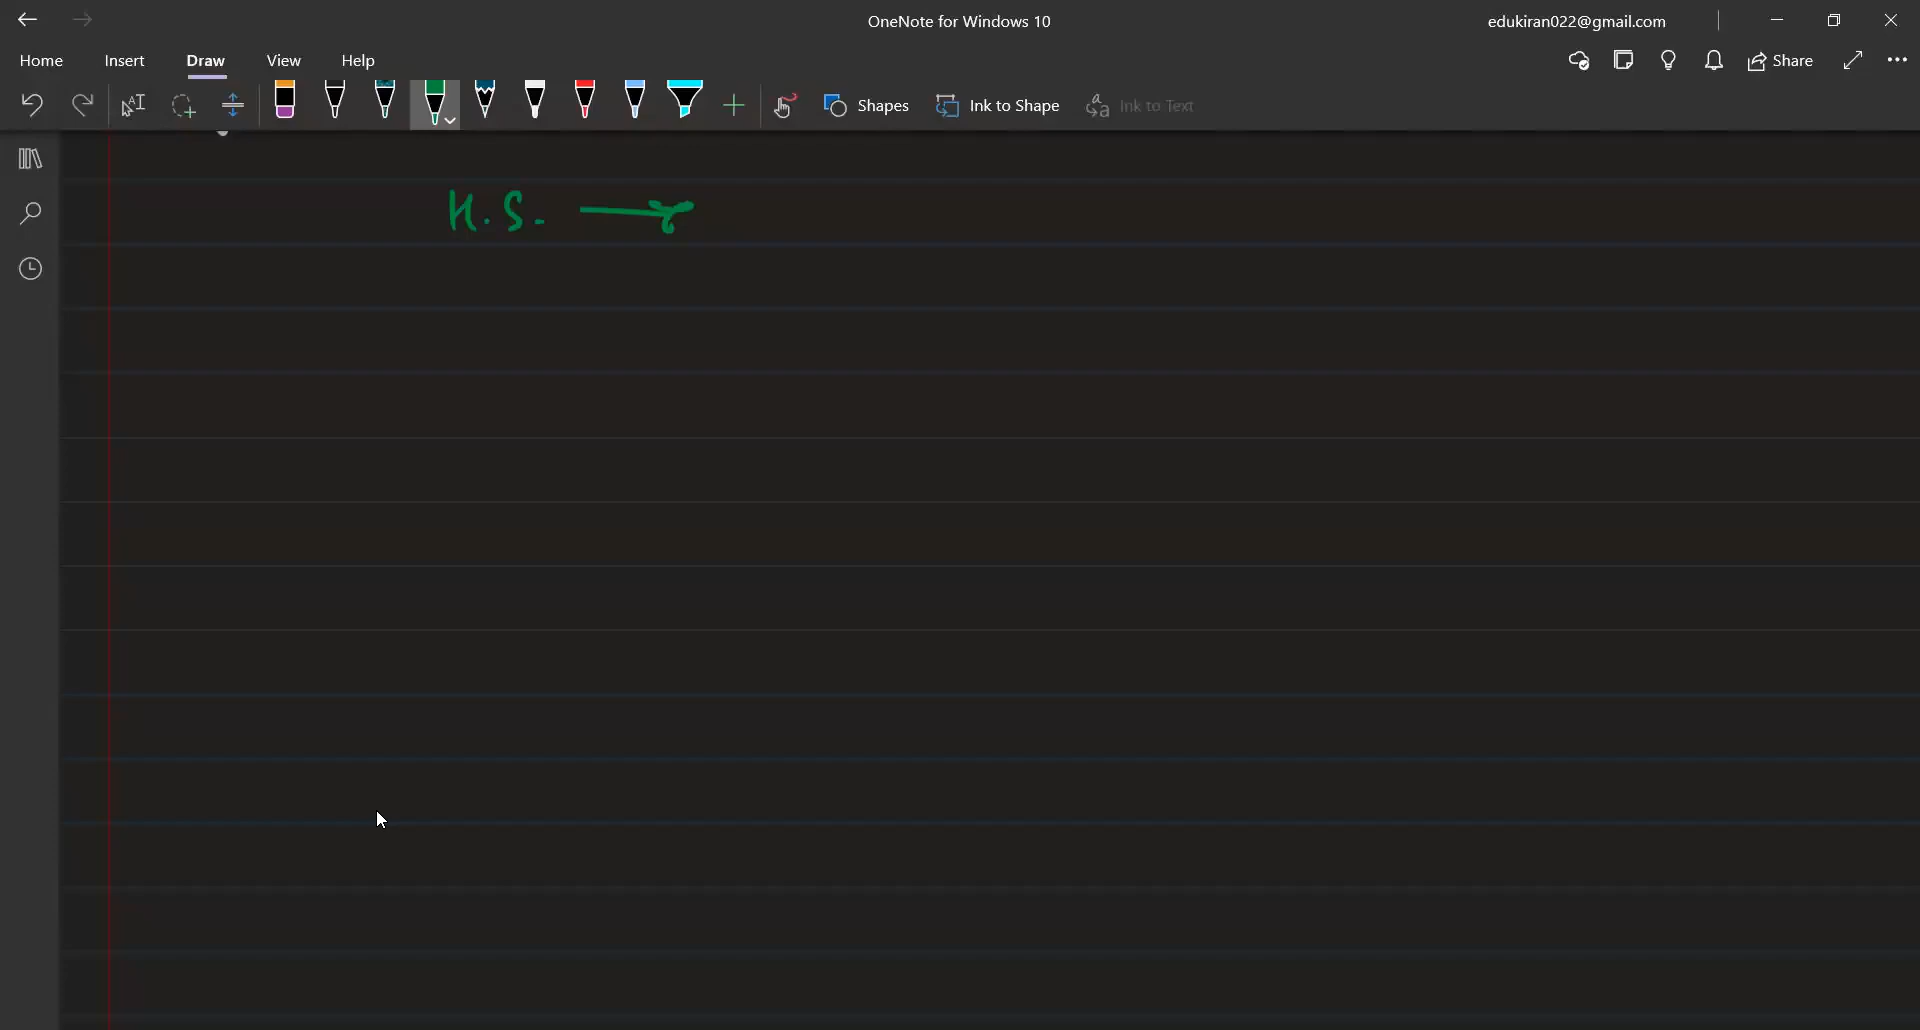 OneNote for Windows 10
edukiran022@gmail.com
Home Insert Draw View Help
Share
Shapes Ink to Shape Ink to Text
H.S. →